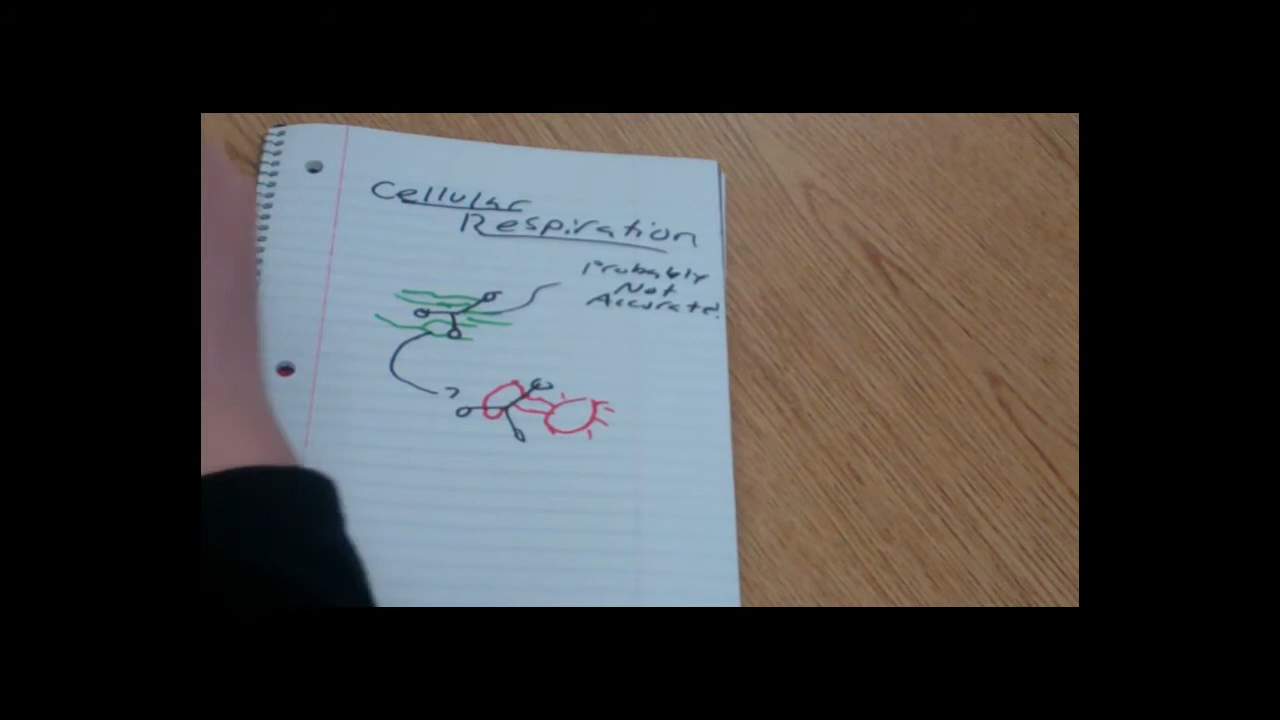 Cellular
Respiration
Probably
Not
Accurate.